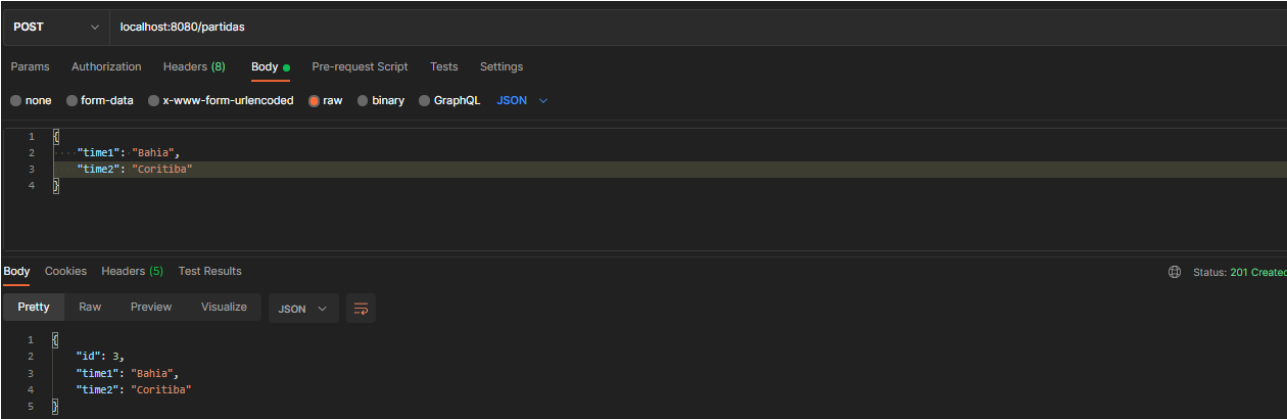 POST localhost:8080/partidas
Params Authorization Headers (8) Body Pre-request Script Tests Settings
none form-data x-www-form-urlencoded raw binary GraphQL JSON
1 {
2 "time1": "Bahia",
3 "time2": "Coritiba"
4 }
Body Cookies Headers (5) Test Results Status: 201 Created
Pretty Raw Preview Visualize JSON
1 {
2 "id": 3,
3 "time1": "Bahia",
4 "time2": "Coritiba"
5 }